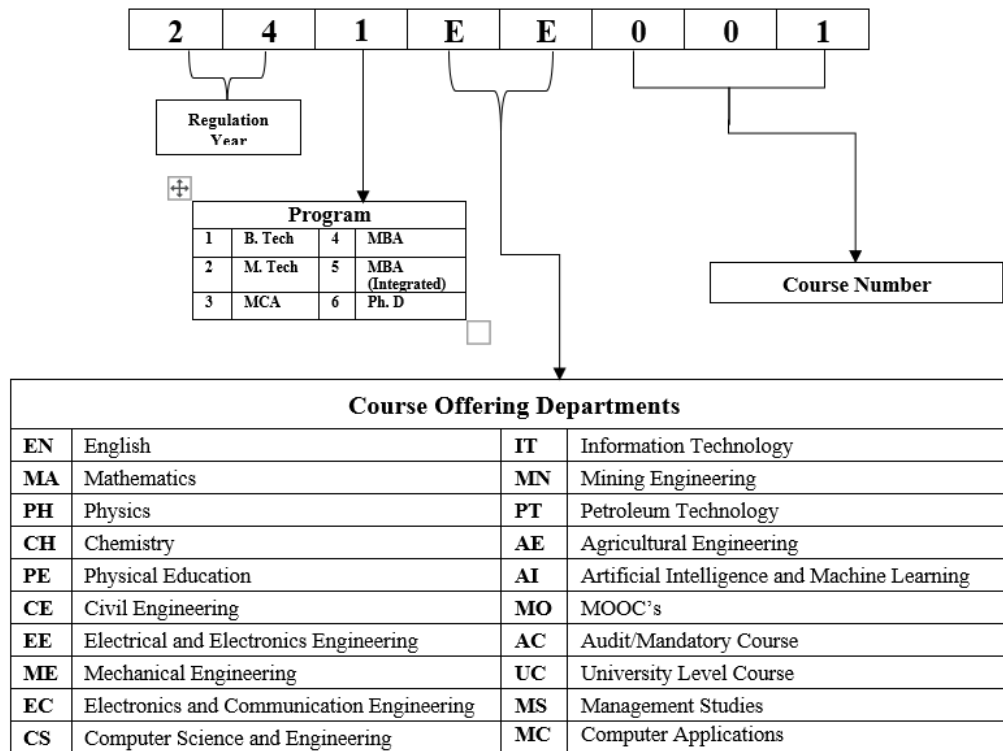 2 4 1 E E 0 0 1
Regulation
Year
Program
1 B. Tech 4 MBA
2 M. Tech 5 MBA
(Integrated)
3 MCA 6 Ph. D
Course Number
Course Offering Departments
EN English IT Information Technology
MA Mathematics MN Mining Engineering
PH Physics PT Petroleum Technology
CH Chemistry AE Agricultural Engineering
PE Physical Education AI Artificial Intelligence and Machine Learning
CE Civil Engineering MO MOOC’s
EE Electrical and Electronics Engineering AC Audit/Mandatory Course
ME Mechanical Engineering UC University Level Course
EC Electronics and Communication Engineering MS Management Studies
CS Computer Science and Engineering MC Computer Applications